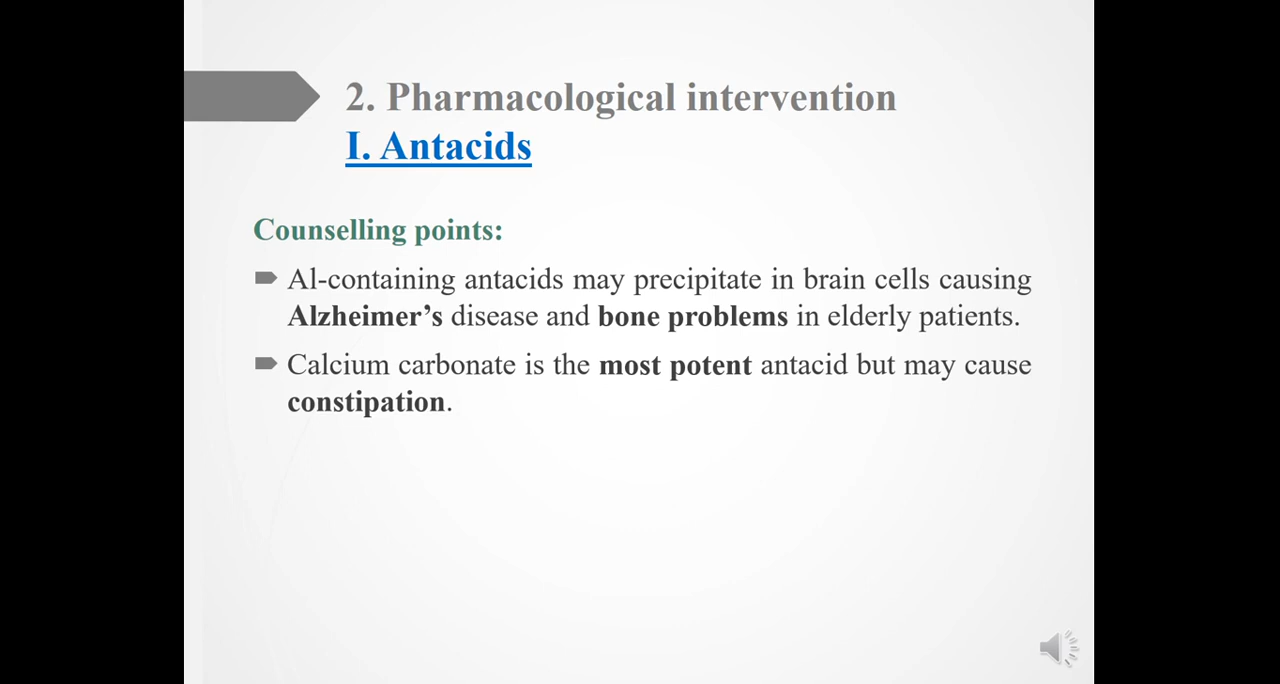 2. Pharmacological intervention
I. Antacids
Counselling points:
Al-containing antacids may precipitate in brain cells causing
Alzheimer’s disease and bone problems in elderly patients.
Calcium carbonate is the most potent antacid but may cause
constipation.